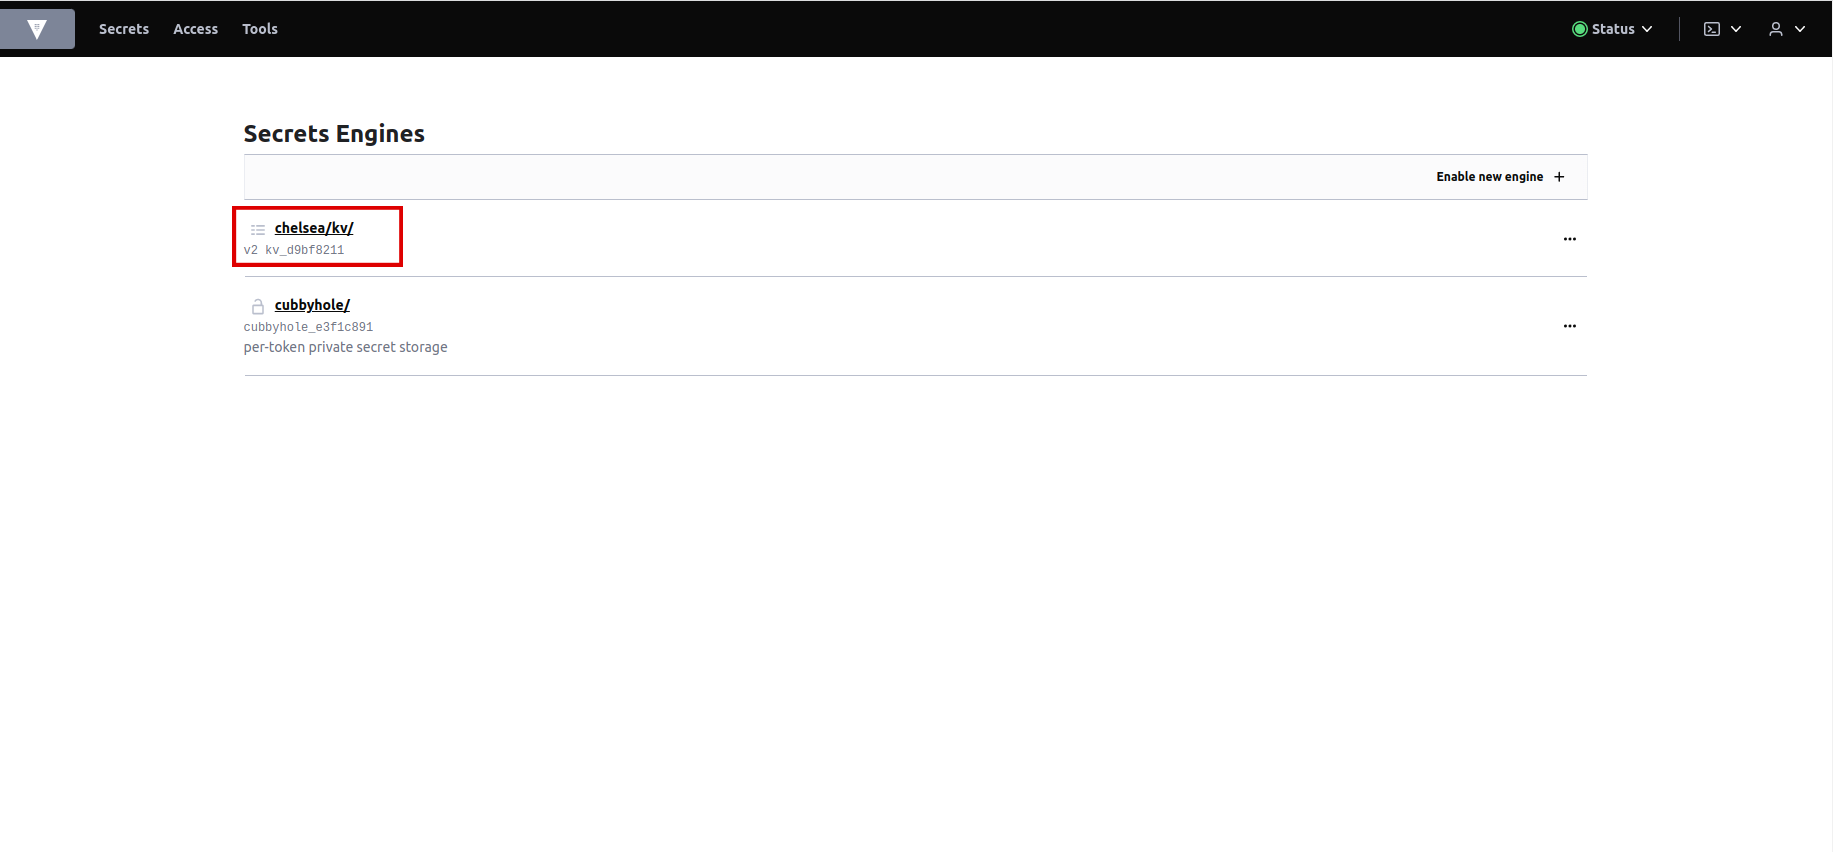 Secrets Access Tools Status
Secrets Engines
Enable new engine +
chelsea/kv/
v2 kv_d9bf8211
cubbyhole/
cubbyhole_e3f1c891
per-token private secret storage